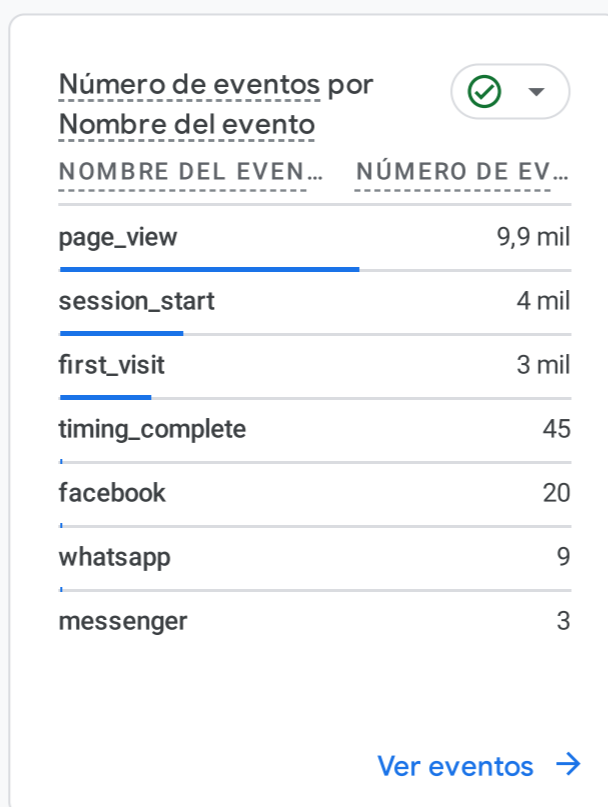 Número de eventos por
Nombre del evento
NOMBRE DEL EVEN… NÚMERO DE EV…
page_view 9,9 mil
session_start 4 mil
first_visit 3 mil
timing_complete 45
facebook 20
whatsapp 9
messenger 3
Ver eventos →